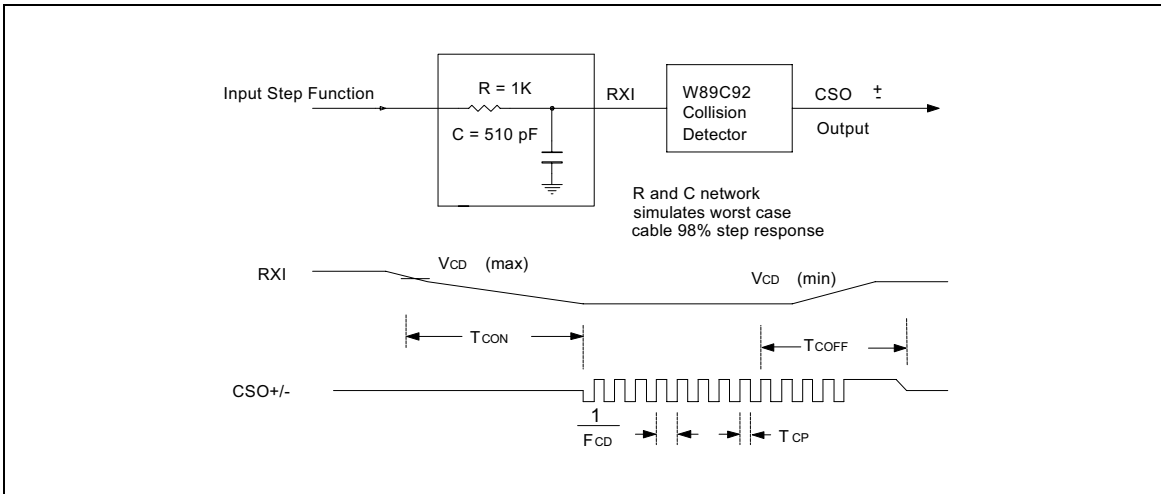 Input Step Function
R = 1K
C = 510 pF
RXI
W89C92
Collision
Detector
CSO +
-
Output
R and C network
simulates worst case
cable 98% step response
RXI
VCD (max)
VCD (min)
TCON
TCOFF
CSO+/-
1
FCD
TCP